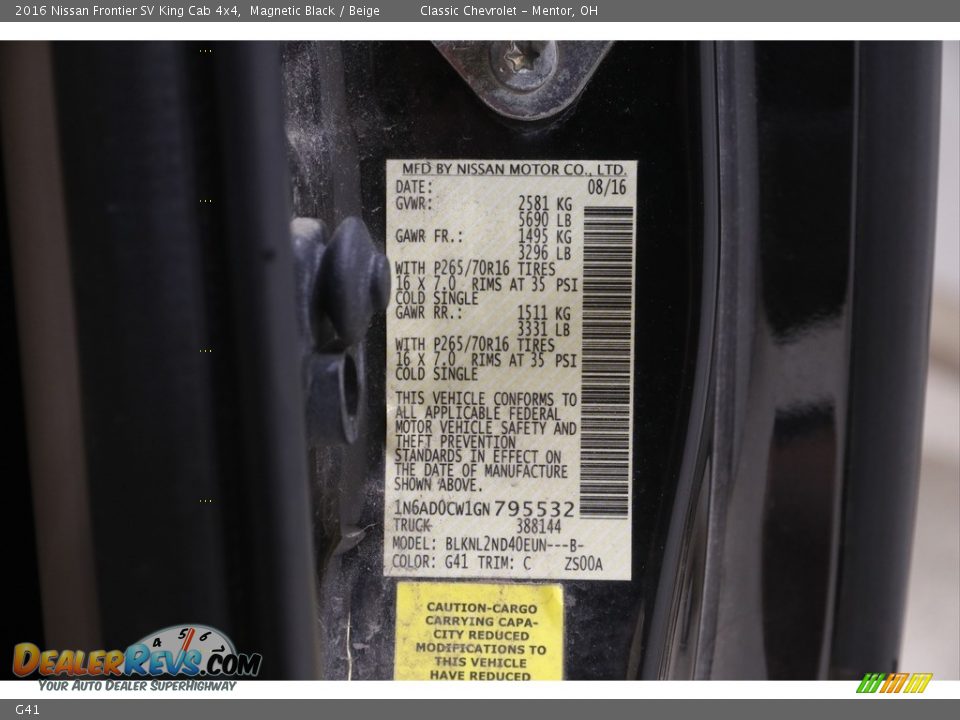 2016 Nissan Frontier SV King Cab 4x4,  Magnetic Black / Beige    Classic Chevrolet – Mentor, OH
MFD BY NISSAN MOTOR CO., LTD.
DATE: 08/16
GVWR: 2581 KG
5690 LB
GAWR FR.: 1495 KG
3296 LB
WITH P265/70R16 TIRES
16 X 7.0 RIMS AT 35 PSI
COLD SINGLE
GAWR RR.: 1511 KG
3331 LB
WITH P265/70R16 TIRES
16 X 7.0 RIMS AT 35 PSI
COLD SINGLE
THIS VEHICLE CONFORMS TO
ALL APPLICABLE FEDERAL
MOTOR VEHICLE SAFETY AND
THEFT PREVENTION
STANDARDS IN EFFECT ON
THE DATE OF MANUFACTURE
SHOWN ABOVE.
1N6AD0CW1GN795532
TRUCK 388144
MODEL: BLKNL2ND40EUN---B-
COLOR: G41 TRIM: C ZS00A
CAUTION-CARGO
CARRYING CAPA-
CITY REDUCED
MODIFICATIONS TO
THIS VEHICLE
HAVE REDUCED
4 5 6
DEALERREVS.COM
YOUR AUTO DEALER SUPERHIGHWAY
G41